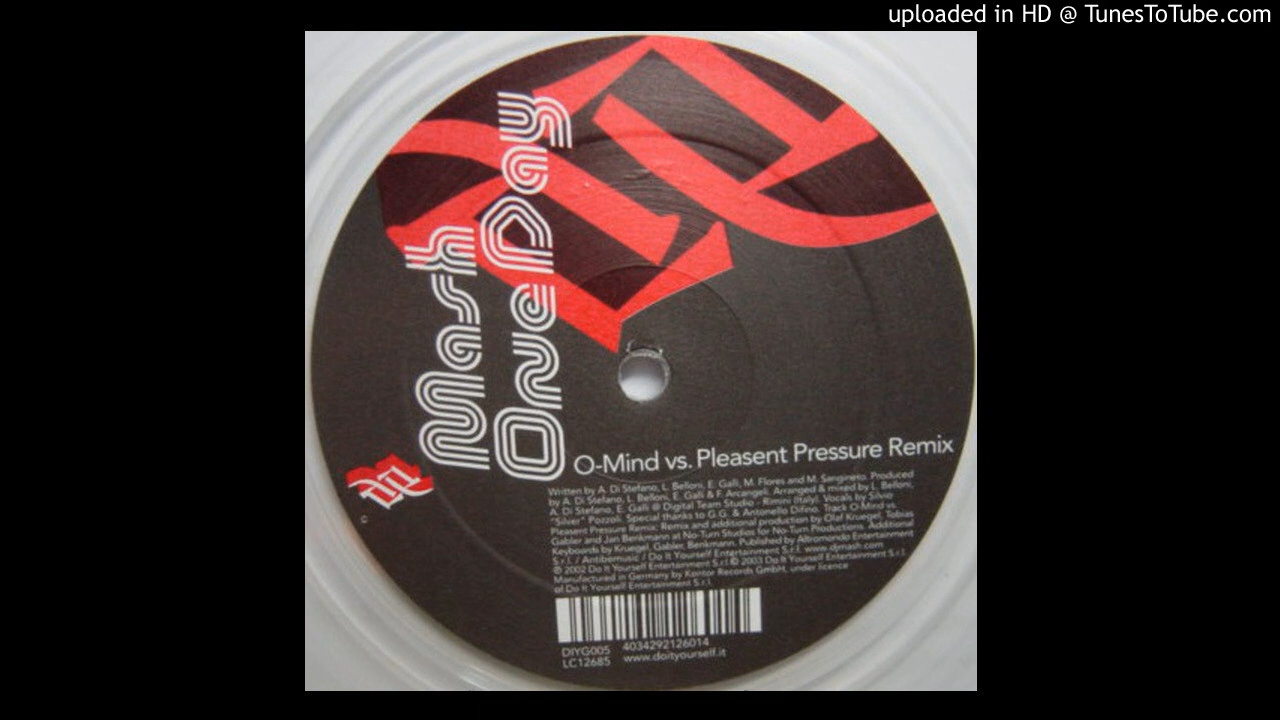 uploaded in HD @ TunesToTube.com
Mash
One Day
O-Mind vs. Pleasent Pressure Remix
Written by A. Di Stefano, L. Belloni, E. Galli, M. Flores and M. Sangineto. Produced
by A. Di Stefano, L. Belloni, E. Galli & F. Arcangeli. Arranged & mixed by L. Belloni,
A. Di Stefano, E. Galli @ Digital Team Studio - Rimini (Italy). Vocals by Silvio
"Silver" Pozzoli. Special thanks to G.G. & Antonello Difino. Track O-Mind vs.
Pleasent Pressure Remix: Remix and additional production by Olaf Kruegel, Tobias
Gabler and Jan Benkmann at No-Turn Studios for No-Turn Productions. Additional
Keyboards by Kruegel, Gabler, Benkmann. Published by Altromondo Entertainment
S.r.l. / Antibemusic / Do It Yourself Entertainment S.r.l. www.djmash.com
℗ 2002 Do It Yourself Entertainment S.r.l © 2003 Do It Yourself Entertainment S.r.l.
Manufactured in Germany by Kontor Records GmbH, under licence
of Do It Yourself Entertainment S.r.l.
DIYG005 4034292126014
LC12685 www.doityourself.it
©